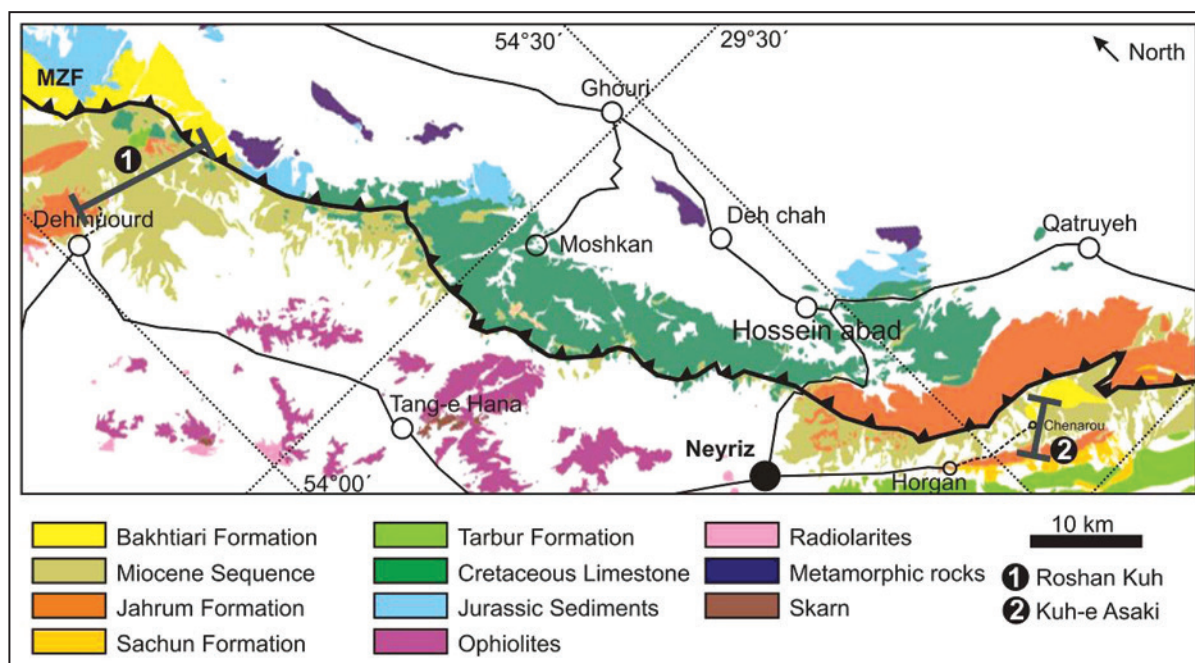 54°30´
29°30´
North
MZF
Ghouri
1
Dehmuourd
Moshkan
Deh chah
Qatruyeh
Hossein abad
Tang-e Hana
Neyriz
Chenarou
2
Horgan
54°00´
Bakhtiari Formation
Miocene Sequence
Jahrum Formation
Sachun Formation
Tarbur Formation
Cretaceous Limestone
Jurassic Sediments
Ophiolites
Radiolarites
Metamorphic rocks
Skarn
10 km
1 Roshan Kuh
2 Kuh-e Asaki